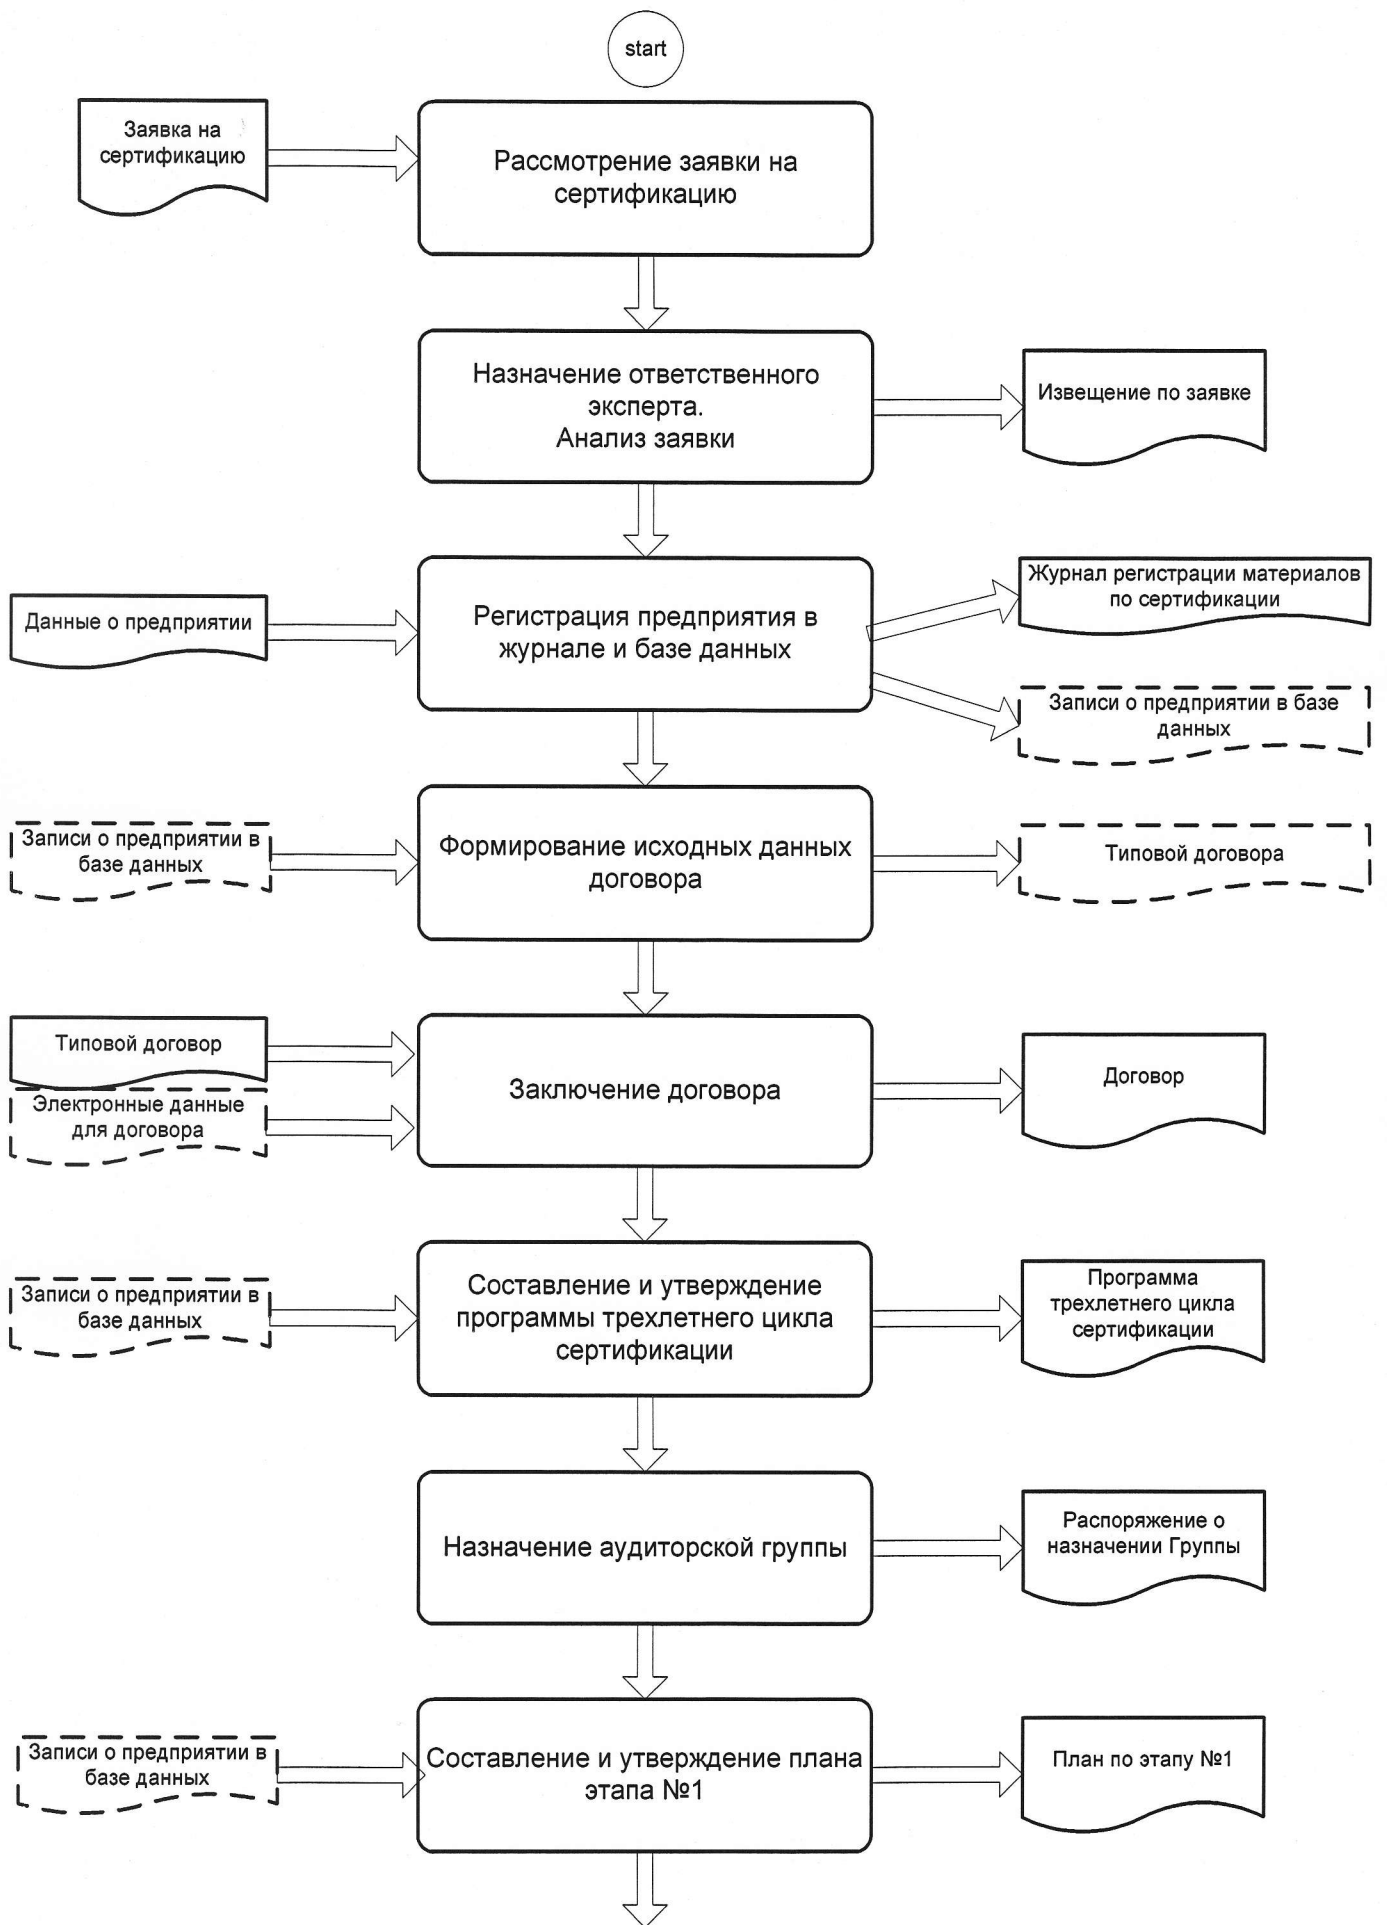 start
Заявка на
сертификацию
Рассмотрение заявки на
сертификацию
Назначение ответственного
эксперта.
Анализ заявки
Извещение по заявке
Данные о предприятии
Регистрация предприятия в
журнале и базе данных
Журнал регистрации материалов
по сертификации
Записи о предприятии в базе
данных
Записи о предприятии в
базе данных
Формирование исходных данных
договора
Типовой договора
Типовой договор
Электронные данные
для договора
Заключение договора
Договор
Записи о предприятии в
базе данных
Составление и утверждение
программы трехлетнего цикла
сертификации
Программа
трехлетнего цикла
сертификации
Назначение аудиторской группы
Распоряжение о
назначении Группы
Записи о предприятии в
базе данных
Составление и утверждение плана
этапа №1
План по этапу №1